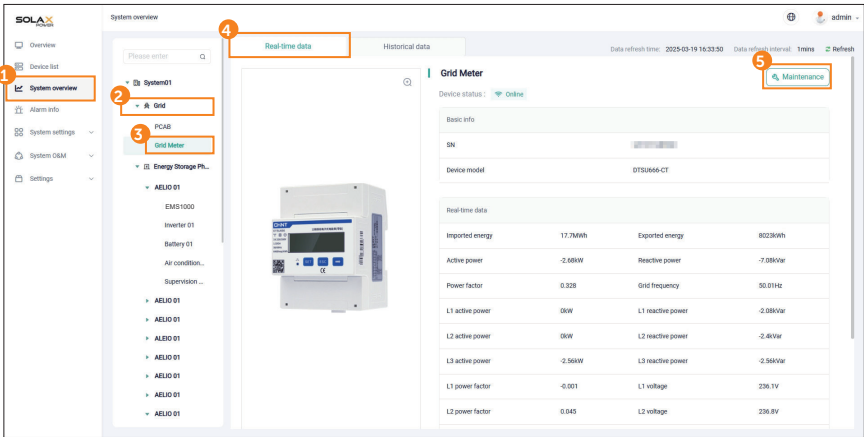 SOLAX
POWER
System overview
admin
Overview
Device list
1
System overview
Alarm info
System settings
System O&M
Settings
Please enter
System01
2
Grid
PCAB
3
Grid Meter
Energy Storage Ph...
AELIO 01
EMS1000
Inverter 01
Battery 01
Air condition...
Supervision ...
AELIO 01
AELIO 01
ALEIO 01
AELIO 01
AELIO 01
AELIO 01
AELIO 01
4
Real-time data
Historical data
Data refresh time: 2025-03-19 16:33:50 Data refresh interval: 1mins Refresh
5
Grid Meter
Maintenance
Device status : Online
Basic info
SN
Device model DTSU666-CT
Real-time data
Imported energy 17.7MWh Exported energy 8023kWh
Active power -2.68kW Reactive power -7.09kVar
Power factor 0.328 Grid frequency 50.01Hz
L1 active power 0kW L1 reactive power -2.08kVar
L2 active power 0kW L2 reactive power -2.4kVar
L3 active power -2.56kW L3 reactive power -2.56kVar
L1 power factor -0.001 L1 voltage 236.1V
L2 power factor 0.045 L2 voltage 236.8V
CHNT